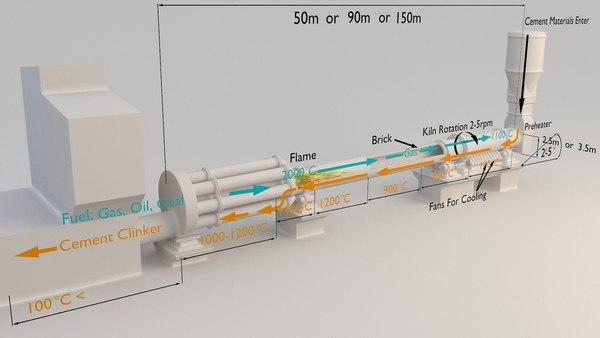 50m or 90m or 150m
Cement Materials Enter
Kiln Rotation 2-5rpm
Brick
Preheater
Gas
1100°C
2.5m or 3.5m
2-5°
Flame
2000°C
Fans For Cooling
900°C
1200°C
Fuel: Gas, Oil, Coal
Cement Clinker
1000-1200°C
100°C <